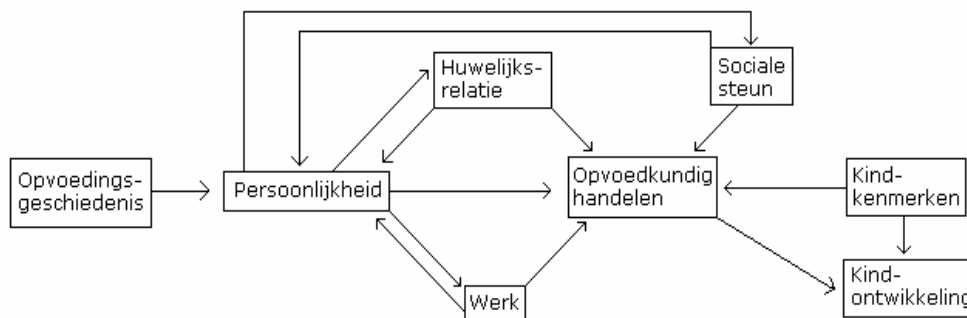 Huwelijks-
relatie
Sociale
steun
Opvoedings-
geschiedenis
Persoonlijkheid
Opvoedkundig
handelen
Kind-
kenmerken
Werk
Kind-
ontwikkeling